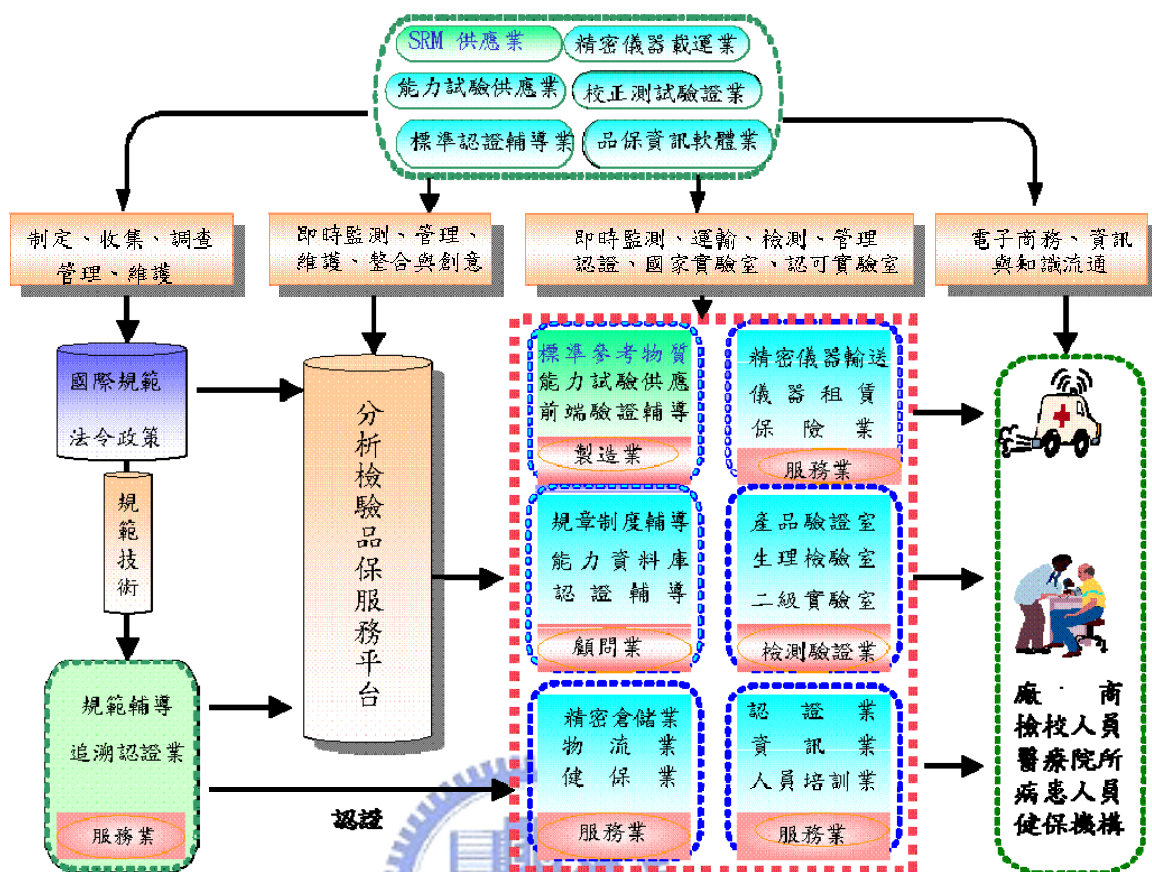 SRM 供應業
精密儀器載運業
能力試驗供應業
校正測試驗證業
標準認證輔導業
品保資訊軟體業
制定、收集、調查
管理、維護
即時監測、管理、
維護、整合與創意
即時監測、運輸、檢測、管理
認證、國家實驗室、認可實驗室
電子商務、資訊
與知識流通
國際規範
法令政策
規範技術
規範輔導
追溯認證業
服務業
分析檢驗品保服務平台
認證
標準參考物質
能力試驗供應
前端驗證輔導
製造業
精密儀器輸送
儀器租賃
保險業
服務業
規章制度輔導
能力資料庫
認證輔導
顧問業
產品驗證室
生理檢驗室
二級實驗室
檢測驗證業
精密倉儲業
物流業
健保業
服務業
認證業
資訊業
人員培訓業
服務業
廠商
檢校人員
醫療院所
病患人員
健保機構